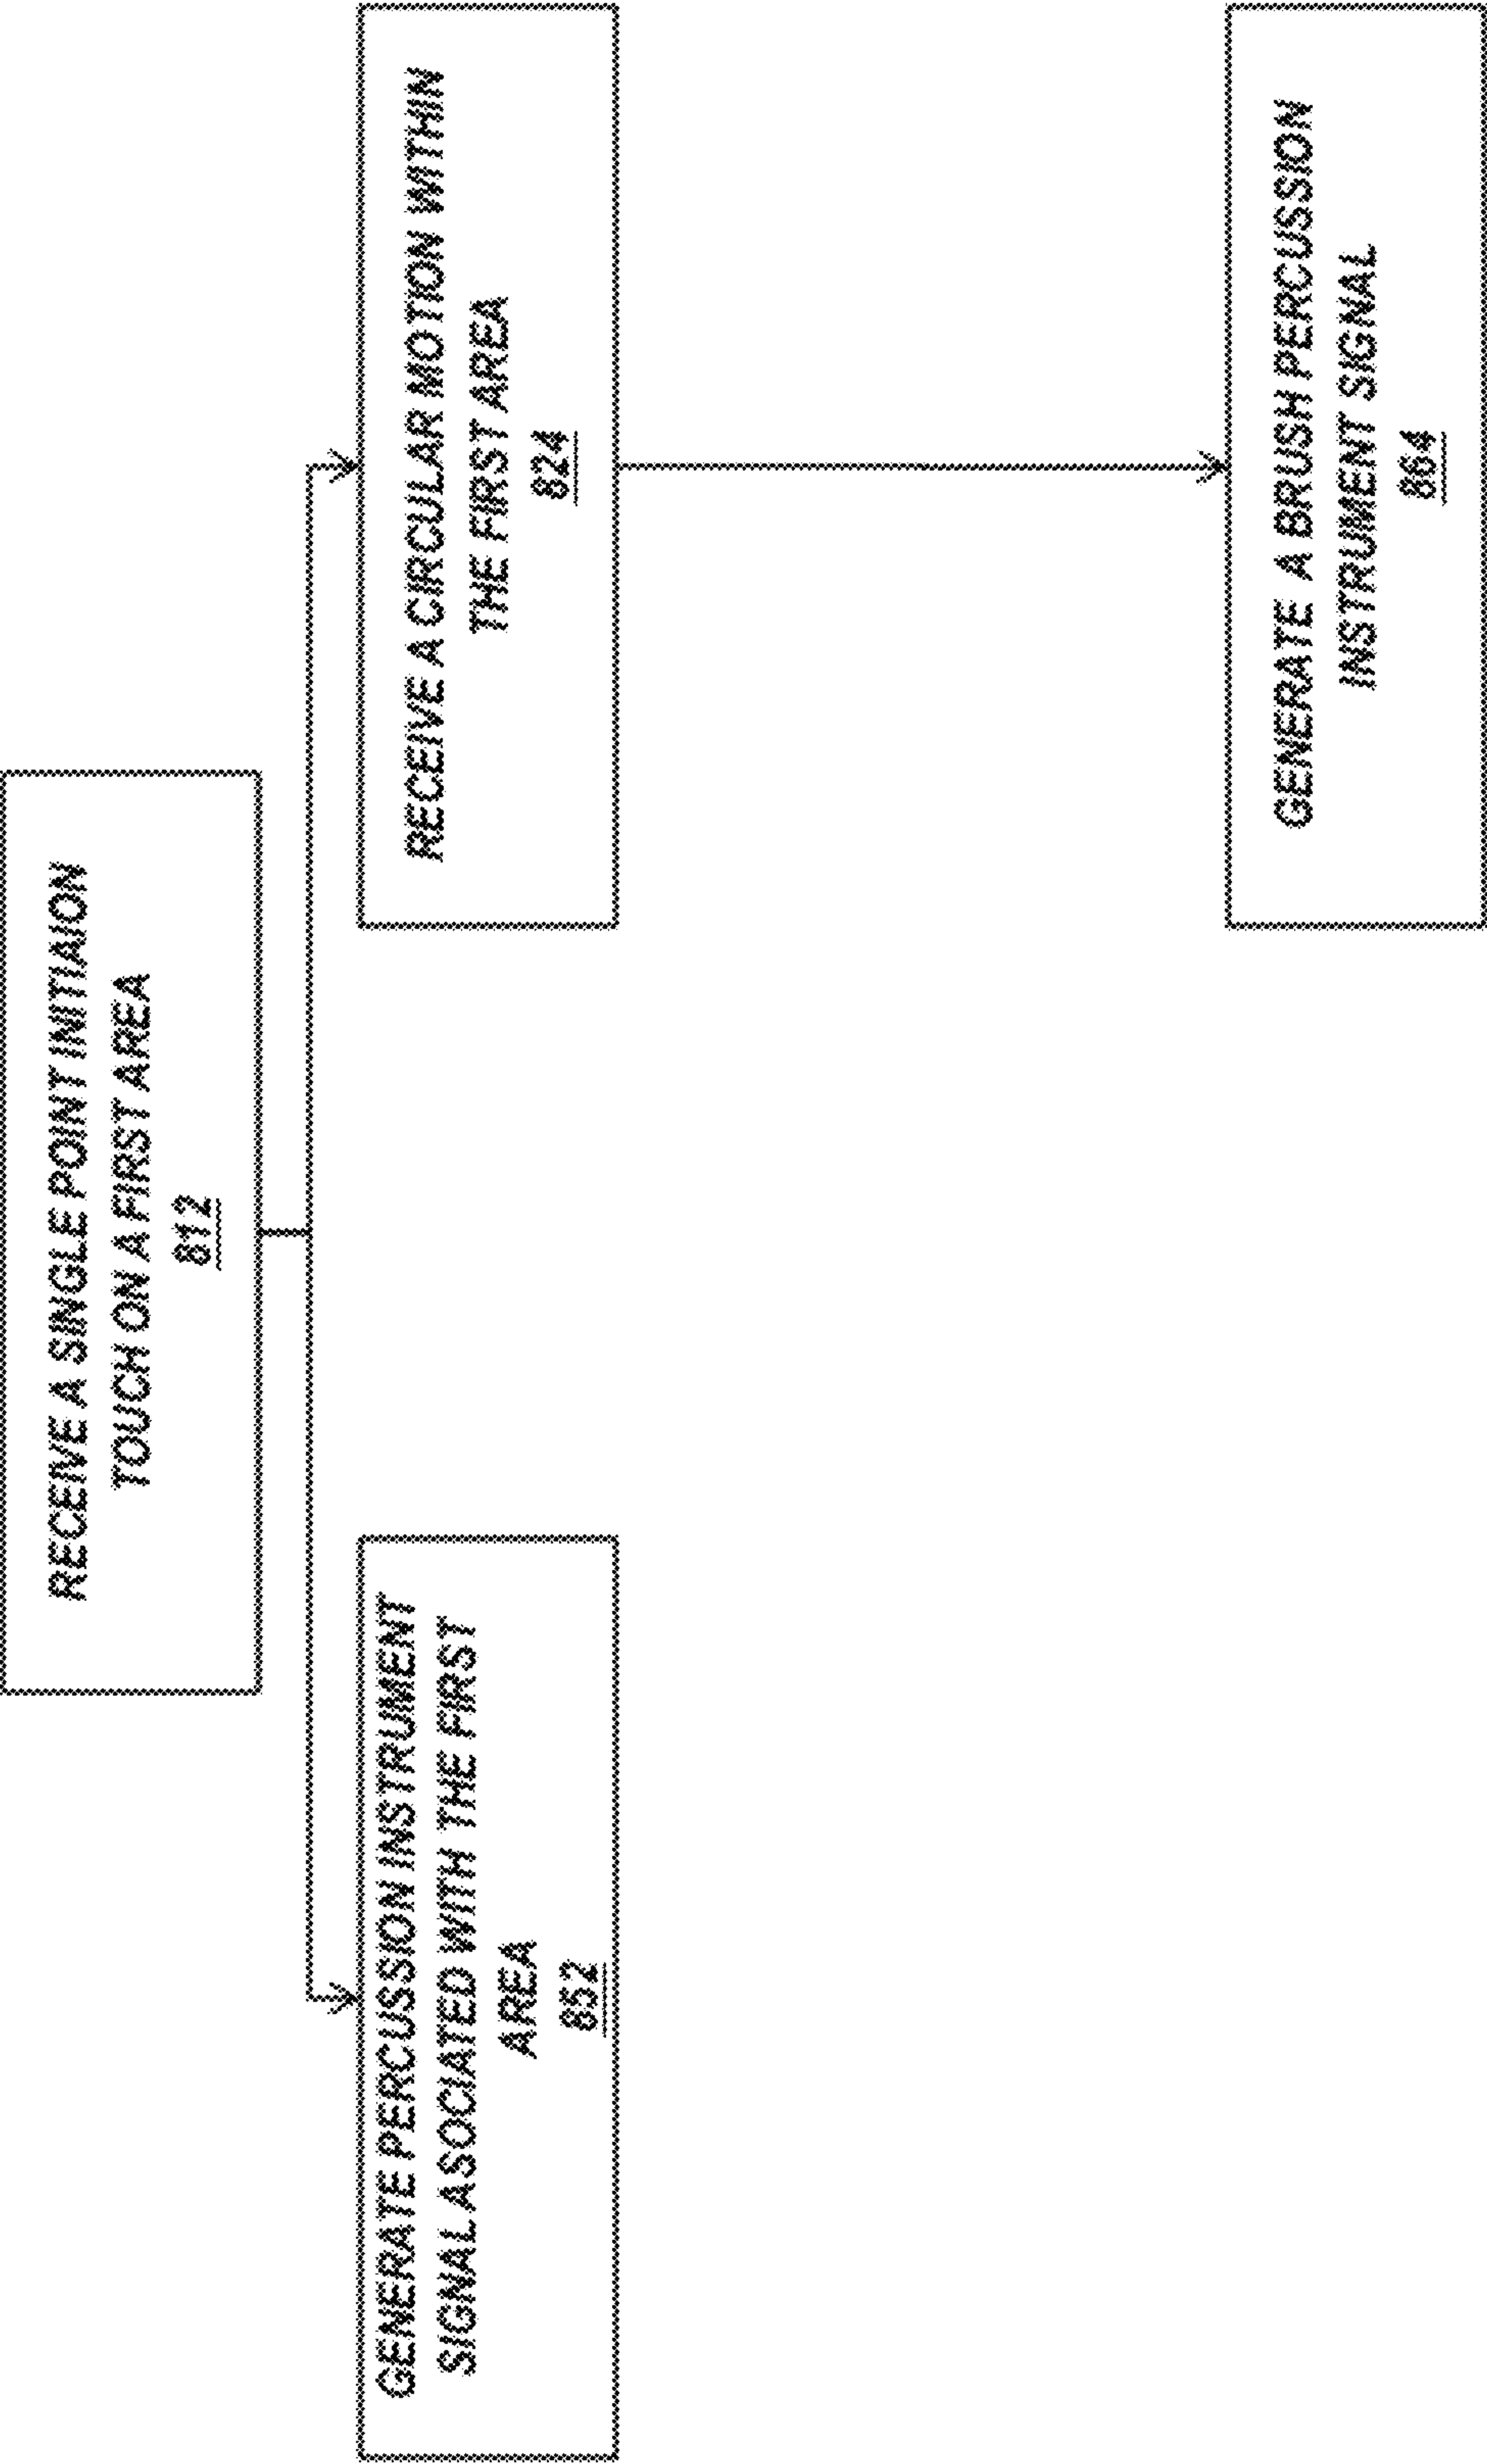 RECEIVE A SINGLE POINT INITIAION
TOUCH ON A FIRST AREA
812
GENERATE PERCUSSION INSTRUMENT
SIGNAL ASSOCIATED WITH THE FIRST
AREA
852
RECEIVE A CIRCULAR MOTION WITHIN
THE FIRST AREA
824
GENERATE A BRUSH PERCUSSION
INSTRUMENT SIGNAL
864